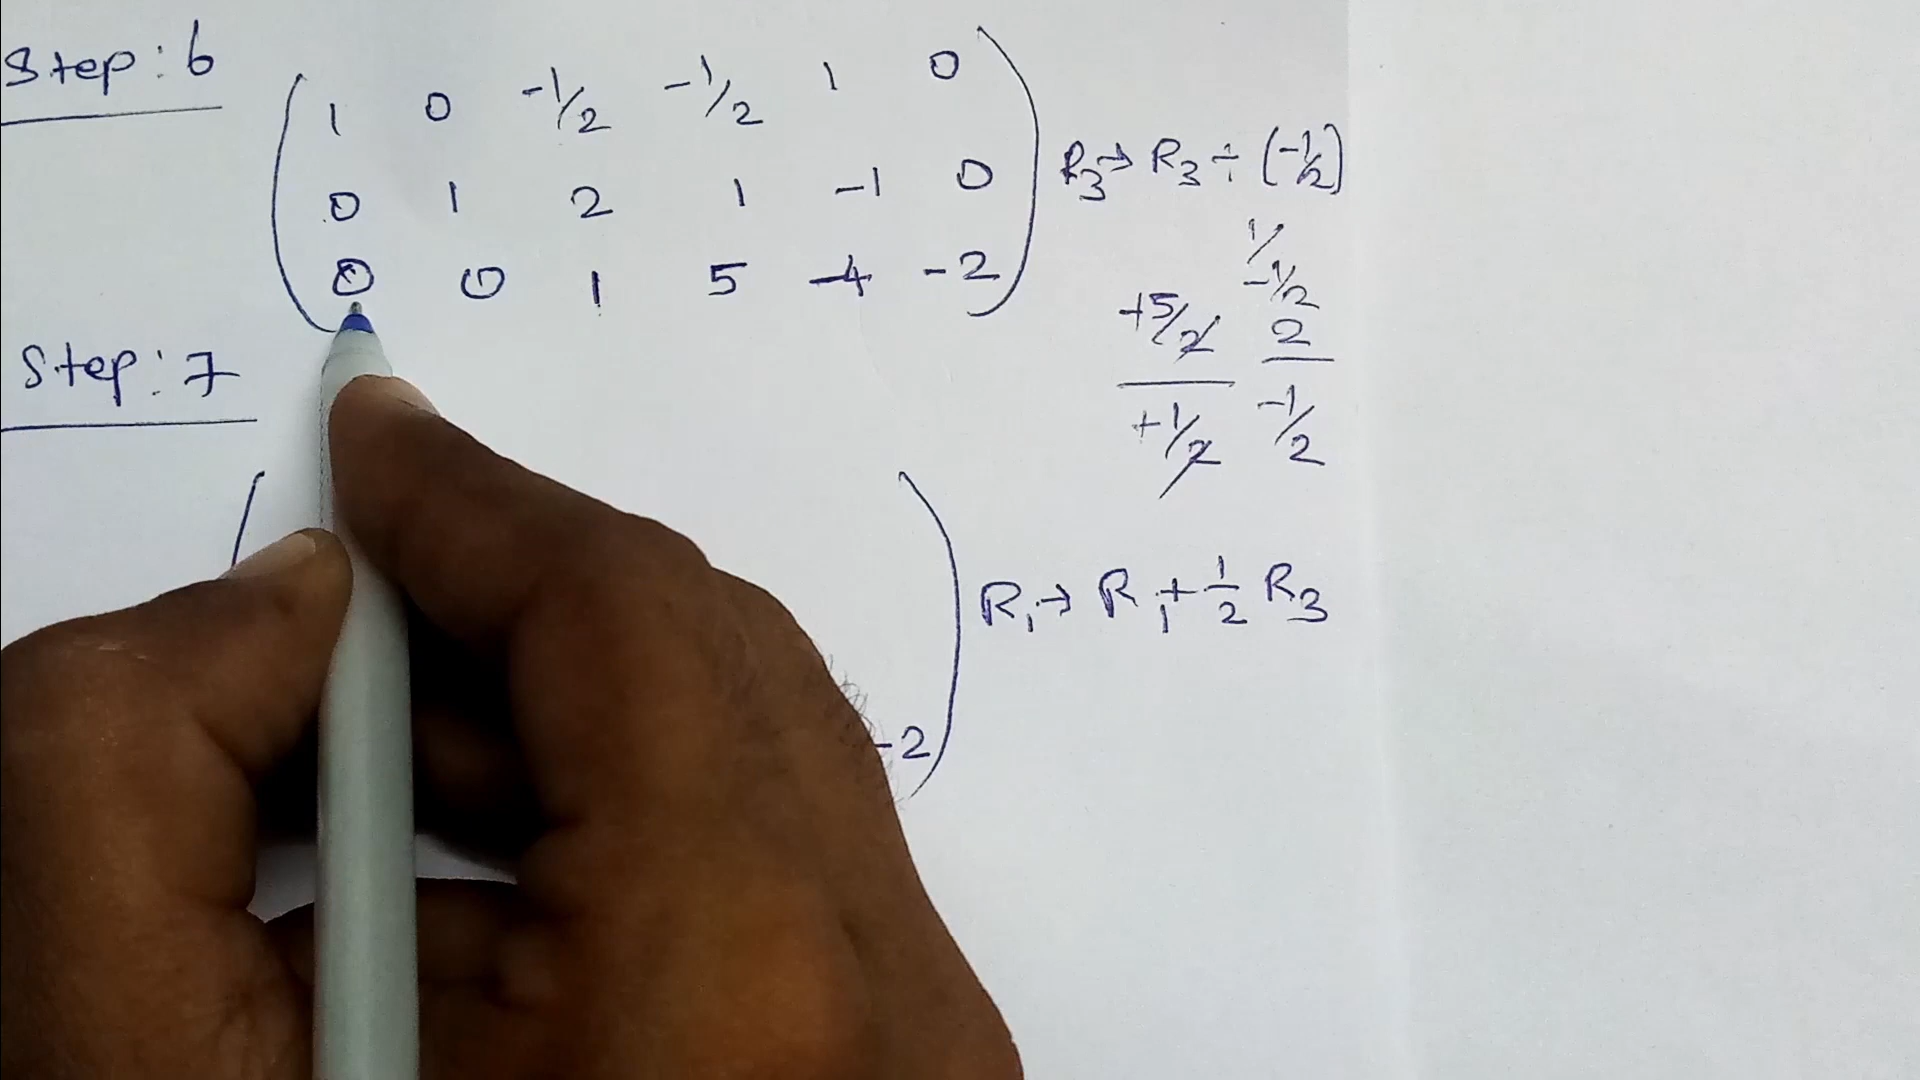 Step : 6
1 0 -1/2 -1/2 1 0
0 1 2 1 -1 0
0 0 1 5 -4 -2
R3 → R3 ÷ (-1/2)
1/
-1/2
+5/2 2
+1/2 -1/2
Step : 7
R1 → R1 + 1/2 R3
-2